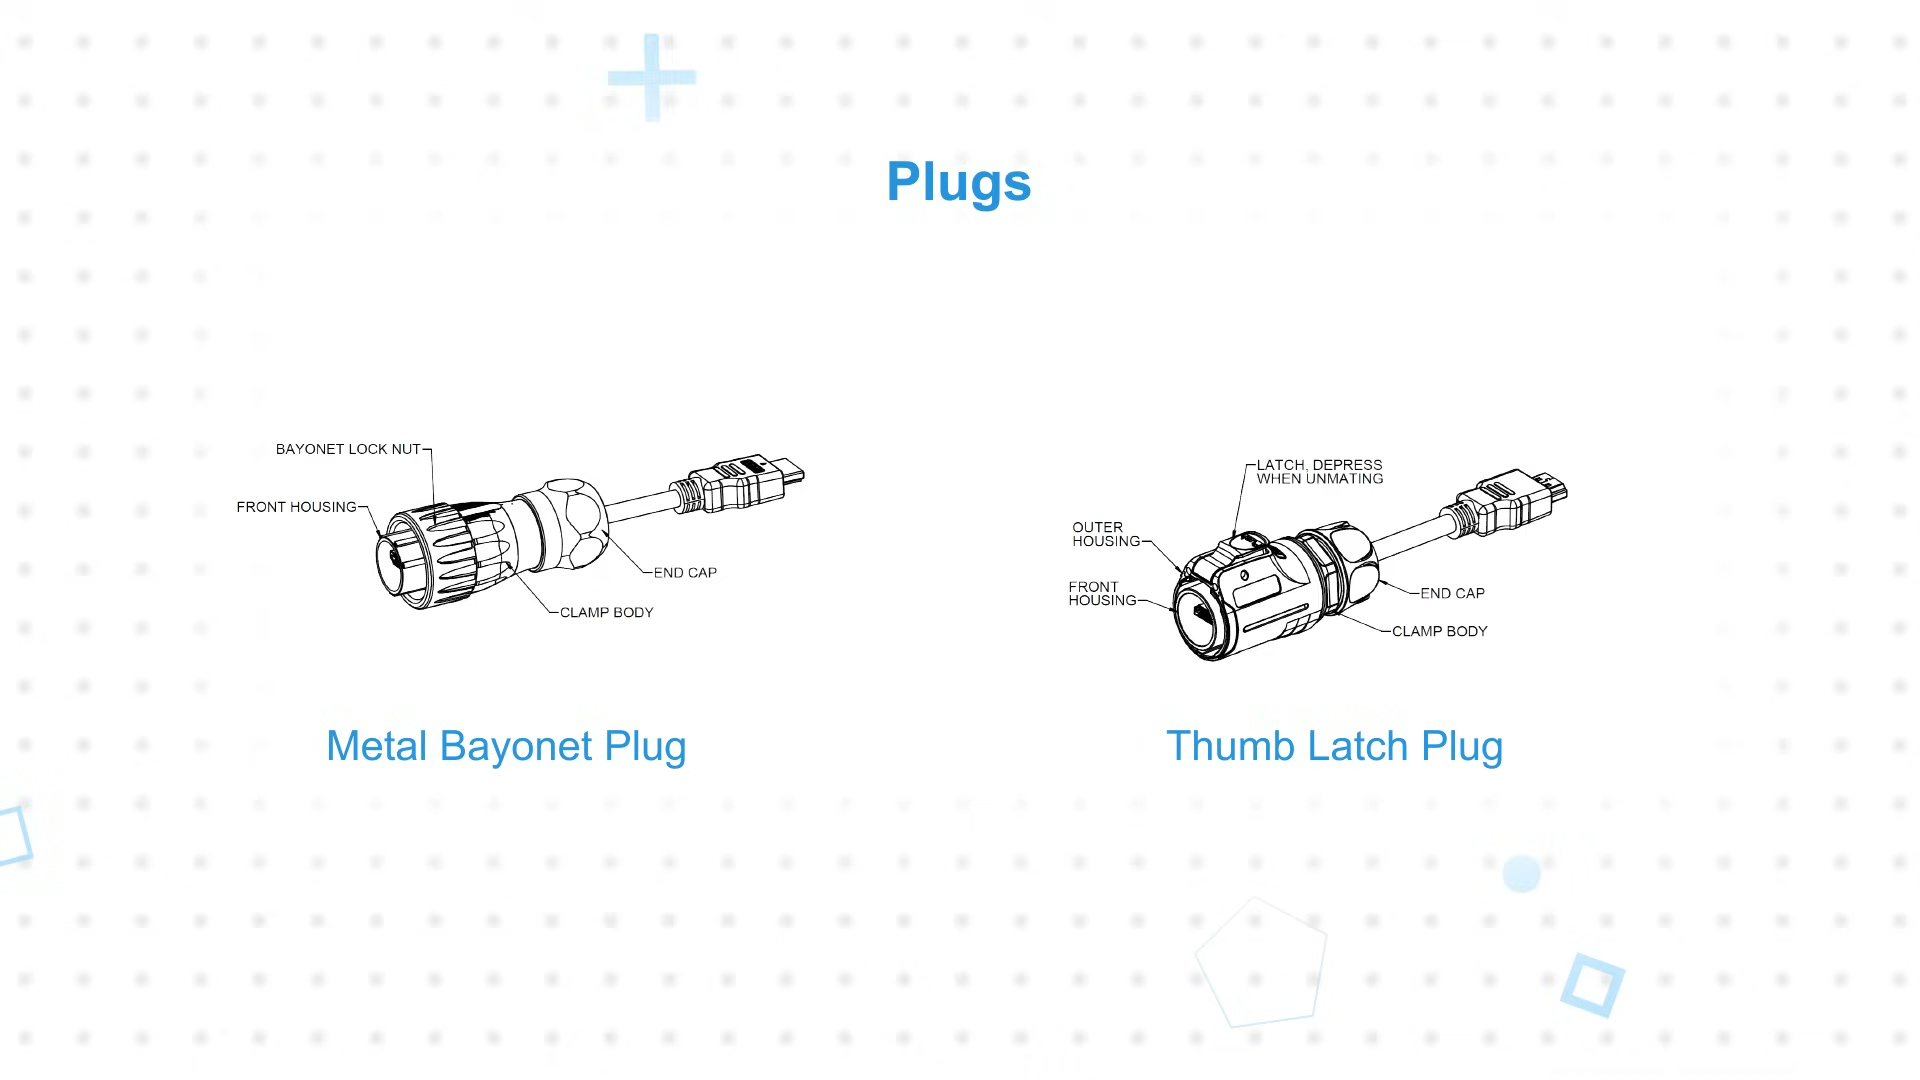 Plugs
BAYONET LOCK NUT
FRONT HOUSING
END CAP
CLAMP BODY
Metal Bayonet Plug
LATCH, DEPRESS
WHEN UNMATING
OUTER
HOUSING
FRONT
HOUSING
END CAP
CLAMP BODY
Thumb Latch Plug